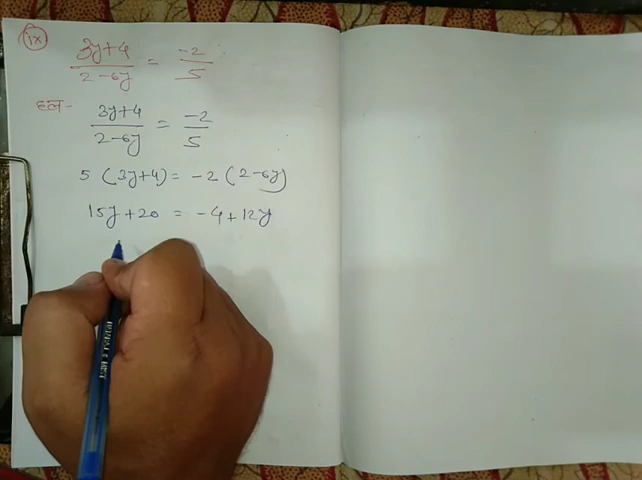 ix
3y+4/2-6y = -2/5
हल- 3y+4/2-6y = -2/5
5(3y+4) = -2(2-6y)
15y+20 = -4+12y